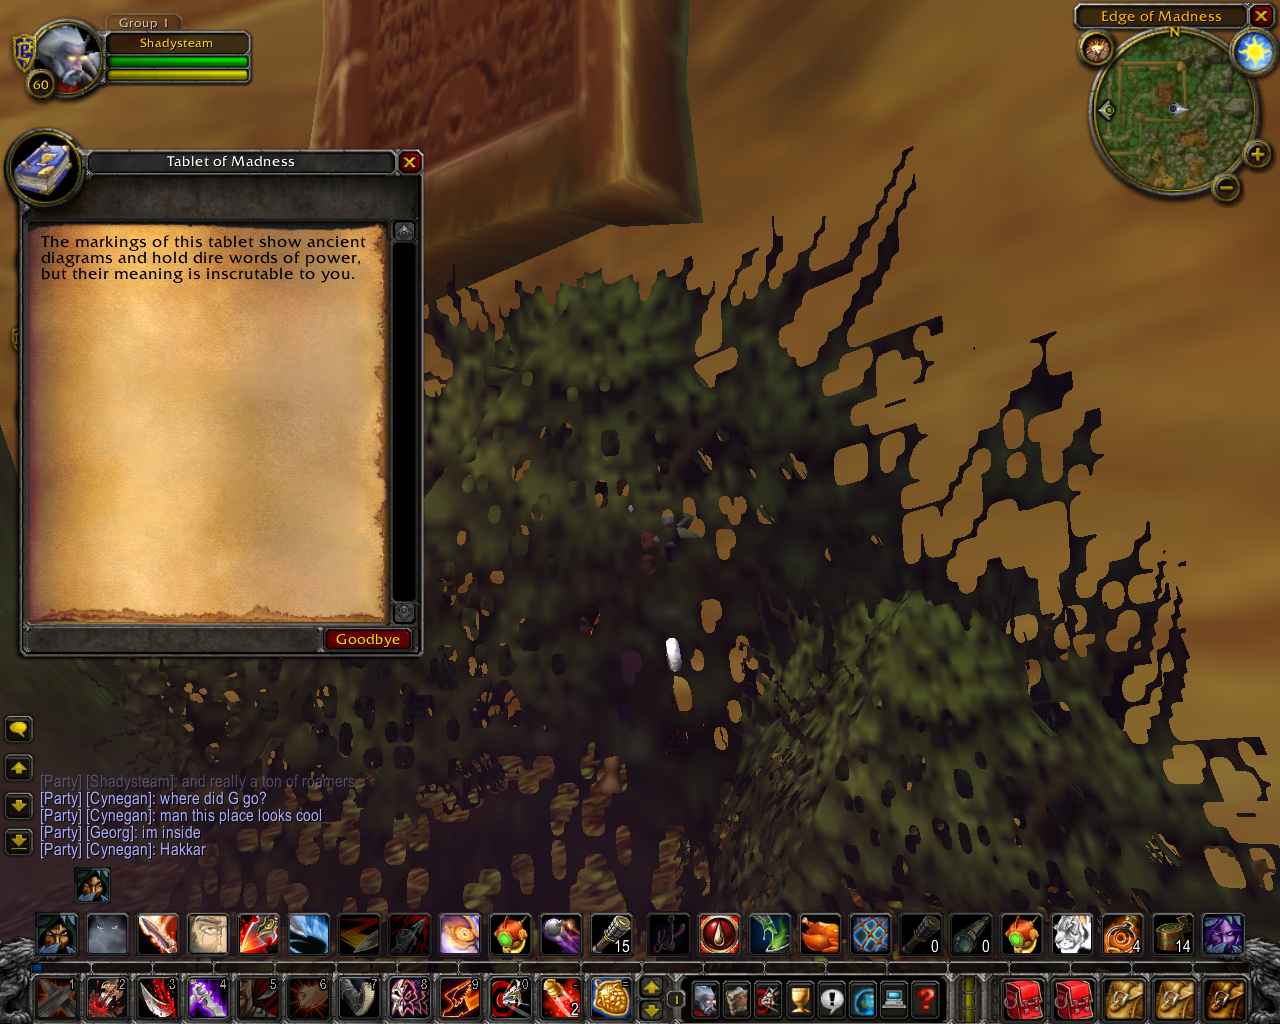 Group 1
Shadysteam
60
Edge of Madness
N
Tablet of Madness
The markings of this tablet show ancient
diagrams and hold dire words of power,
but their meaning is inscrutable to you.
Goodbye
[Party] [Shadysteam]: and really a ton of roamers
[Party] [Cynegan]: where did G go?
[Party] [Cynegan]: man this place looks cool
[Party] [Georg]: im inside
[Party] [Cynegan]: Hakkar
15 0 0 4 14
1 2 3 4 5 6 7 8 9 0 - =
2
1